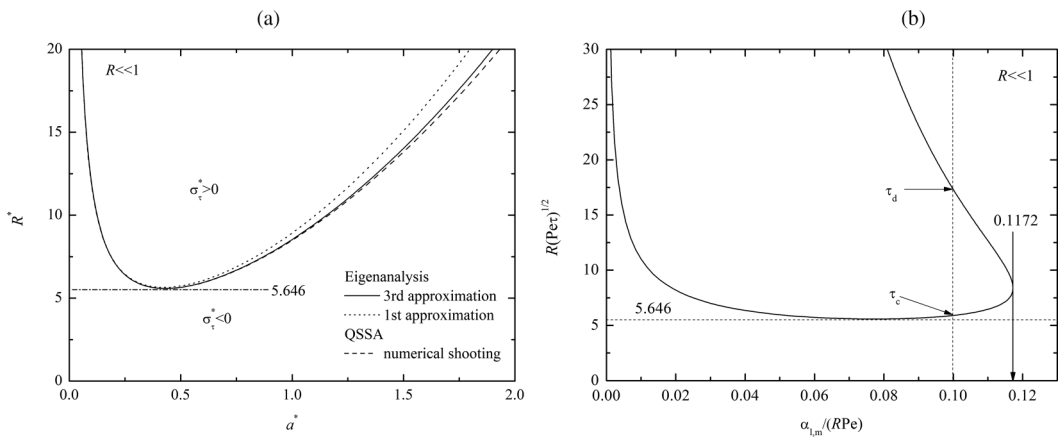 (a)
20
15
10
5
0
R*
R<<1
σ*τ>0
5.646
σ*τ<0
Eigenanalysis
3rd approximation
1st approximation
QSSA
numerical shooting
0.0 0.5 1.0 1.5 2.0
a*
(b)
30
25
20
15
10
5
0
R(Peτ)^1/2
R<<1
τd
0.1172
τc
5.646
0.00 0.02 0.04 0.06 0.08 0.10 0.12
αl,m/(RPe)